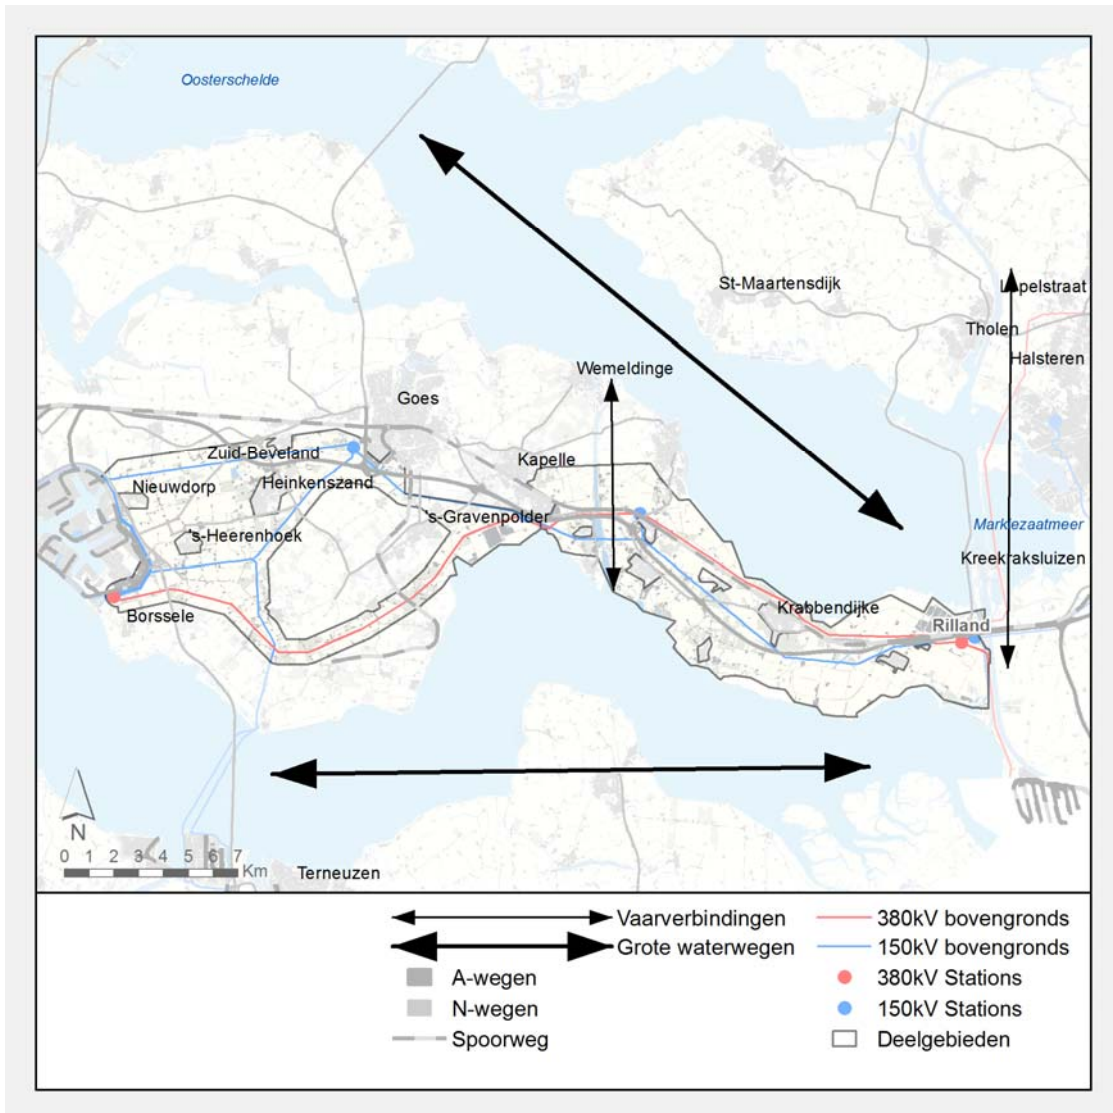 Oosterschelde
St-Maartensdijk
Lepelstraat
Tholen
Halsteren
Wemeldinge
Goes
Zuid-Beveland
Kapelle
Nieuwdorp
Heinkenszand
's-Gravenpolder
's-Heerenhoek
Markiezaatmeer
Kreekraksluizen
Borssele
Krabbendijke
Rilland
N
0 1 2 3 4 5 6 7
Km
Terneuzen
Vaarverbindingen
380kV bovengronds
Grote waterwegen
150kV bovengronds
A-wegen
380kV Stations
N-wegen
150kV Stations
Spoorweg
Deelgebieden